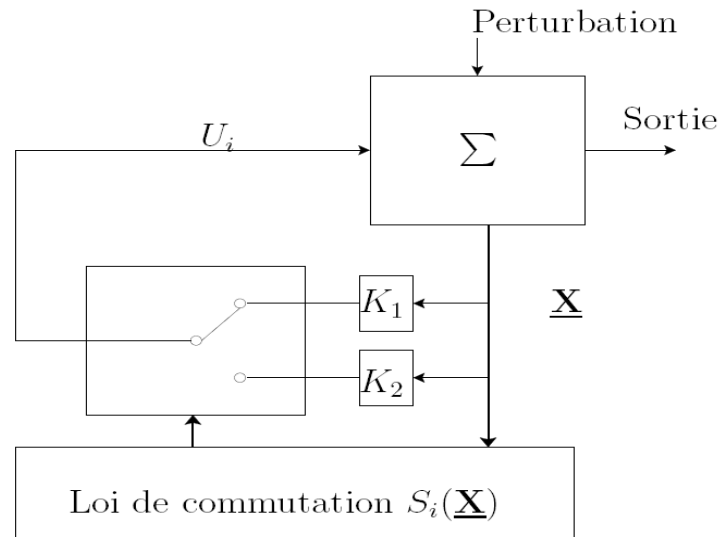 Perturbation
Sortie
U_i
∑
K_1
X
K_2
Loi de commutation S_i(X)